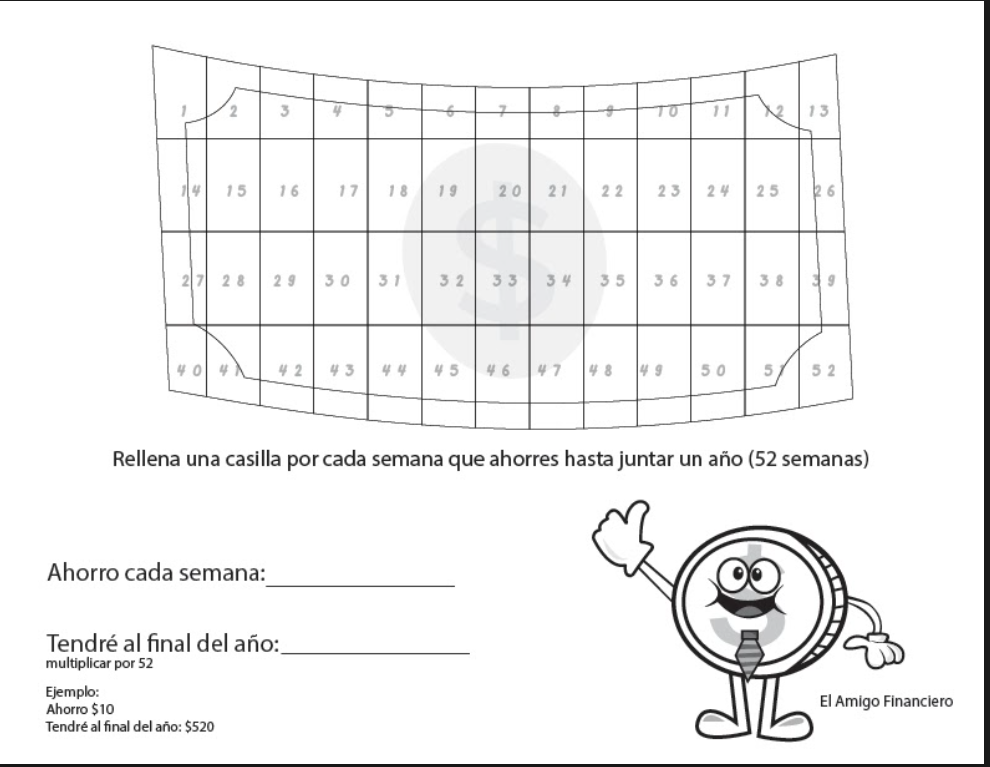 1 2 3 4 5 6 7 8 9 10 11 12 13
14 15 16 17 18 19 20 21 22 23 24 25 26
27 28 29 30 31 32 33 34 35 36 37 38 39
40 41 42 43 44 45 46 47 48 49 50 51 52
$
Rellena una casilla por cada semana que ahorres hasta juntar un año (52 semanas)
Ahorro cada semana:
Tendré al final del año:
multiplicar por 52
Ejemplo:
Ahorro $10
Tendré al final del año: $520
$
El Amigo Financiero